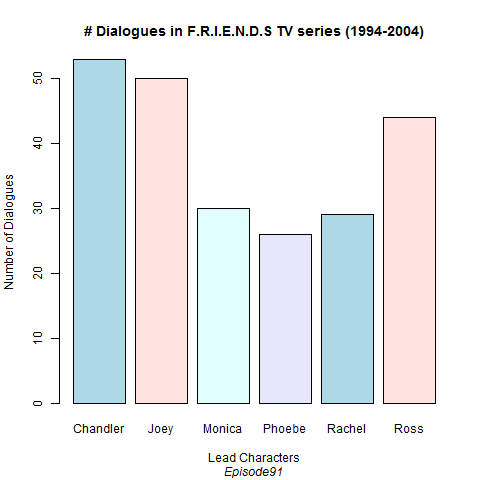 # Dialogues in F.R.I.E.N.D.S TV series (1994-2004)
Number of Dialogues
50
40
30
20
10
0
Chandler Joey Monica Phoebe Rachel Ross
Lead Characters
Episode91